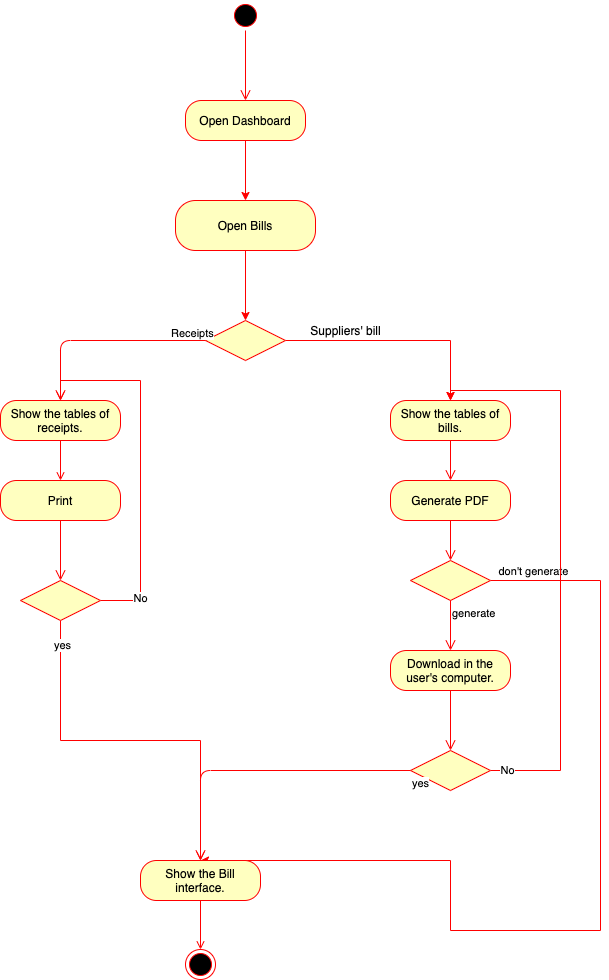 Open Dashboard
Open Bills
Receipts
Suppliers' bill
Show the tables of
receipts.
Show the tables of
bills.
Print
Generate PDF
don't generate
No
generate
yes
Download in the
user's computer.
No
yes
Show the Bill
interface.